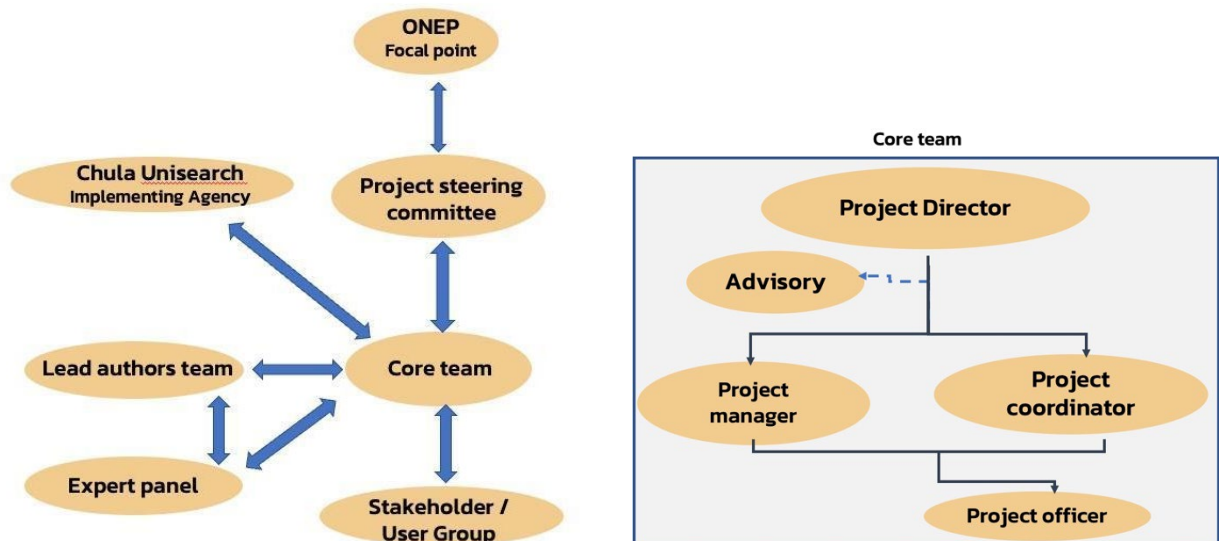 ONEP
Focal point
Chula Unisearch
Implementing Agency
Project steering
committee
Lead authors team
Core team
Expert panel
Stakeholder /
User Group
Core team
Project Director
Advisory
Project
manager
Project
coordinator
Project officer